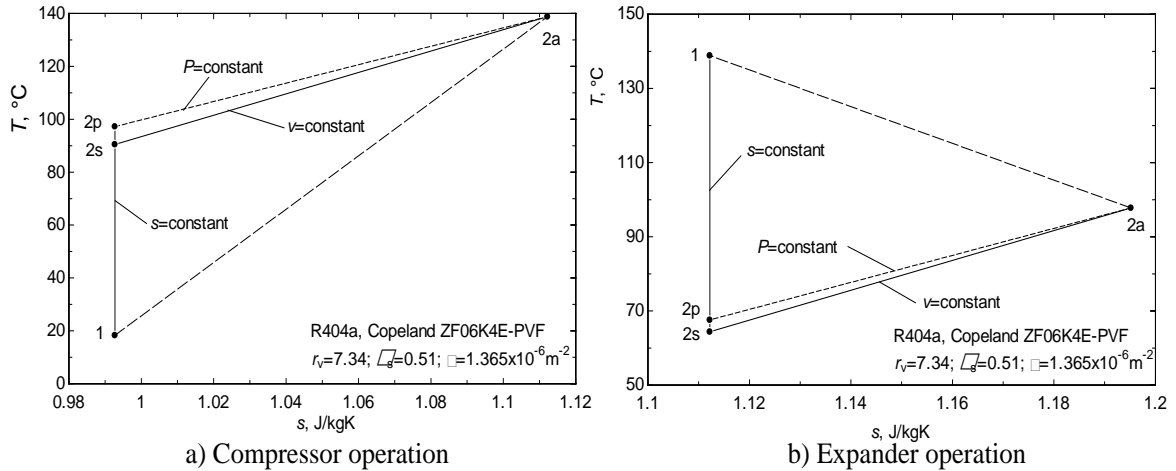 140
120
100
80
60
40
20
0
T, °C
0.98
1
1.02
1.04
1.06
1.08
1.10
1.12
s, J/kgK
2a
P=constant
2p
2s
v=constant
s=constant
1
R404a, Copeland ZF06K4E-PVF
rv=7.34; □s=0.51; □=1.365x10-6m-2
a) Compressor operation
150
130
110
90
70
50
T, °C
1.1
1.12
1.14
1.16
1.18
1.2
s, J/kgK
1
s=constant
2a
P=constant
2p
2s
v=constant
R404a, Copeland ZF06K4E-PVF
rv=7.34; □s=0.51; □=1.365x10-6m-2
b) Expander operation